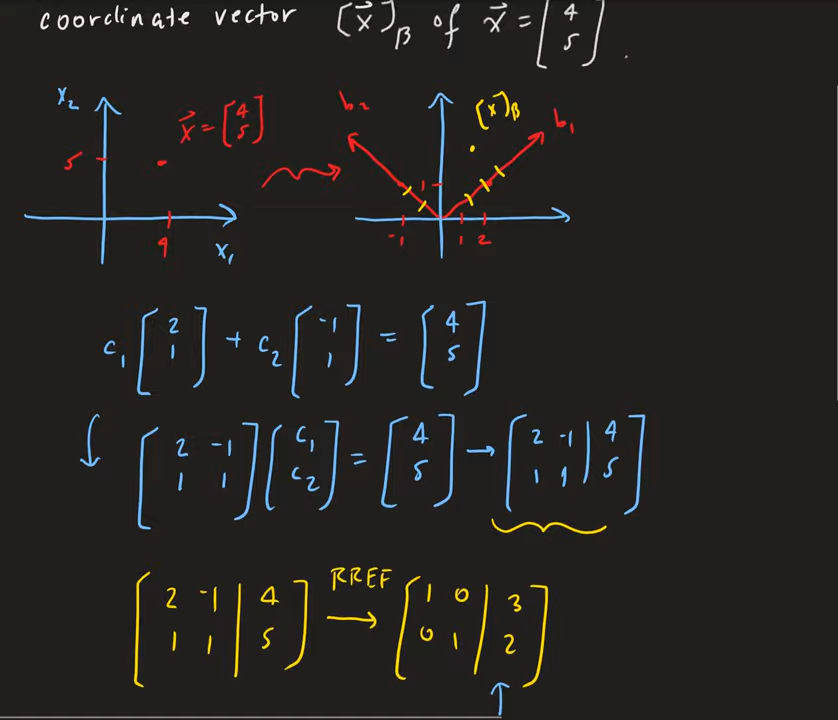 coordinate vector [x⃗]β of x⃗ = [4 5].
x₂
x⃗ = [4 5]
5
4
x₁
b₂
[x]β
b₁
1
-1 1 2
c₁ [2 1] + c₂ [-1 1] = [4 5]
[2 -1; 1 1] [c₁ c₂] = [4 5] → [2 -1 | 4; 1 1 | 5]
[2 -1 | 4; 1 1 | 5] RREF → [1 0 | 3; 0 1 | 2]